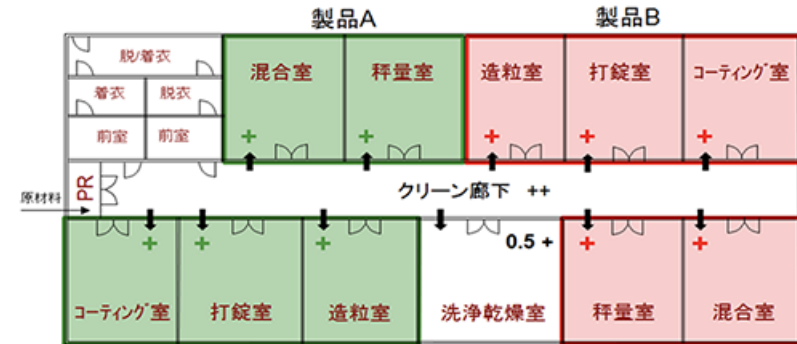 製品A
製品B
脱/着衣
混合室
秤量室
造粒室
打錠室
コーティング室
着衣
脱衣
+
+
+
+
+
前室
前室
PR
原材料
クリーン廊下 ++
+
+
+
0.5 +
+
+
コーティング室
打錠室
造粒室
洗浄乾燥室
秤量室
混合室